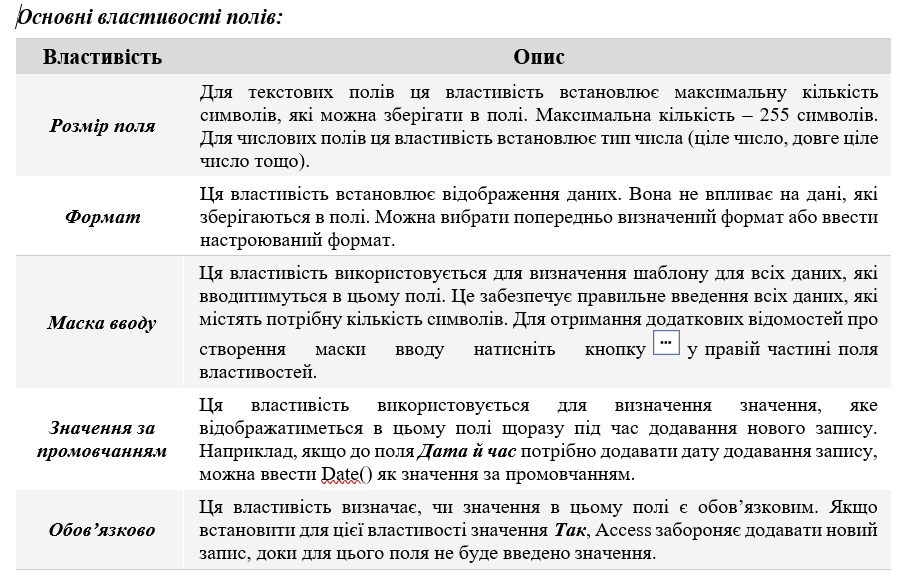 Основні властивості полів:
Властивість Опис
Розмір поля
Для текстових полів ця властивість встановлює максимальну кількість
символів, які можна зберігати в полі. Максимальна кількість – 255 символів.
Для числових полів ця властивість встановлює тип числа (ціле число, довге ціле
число тощо).
Формат
Ця властивість встановлює відображення даних. Вона не впливає на дані, які
зберігаються в полі. Можна вибрати попередньо визначений формат або ввести
настроюваний формат.
Маска вводу
Ця властивість використовується для визначення шаблону для всіх даних, які
вводитимуться в цьому полі. Це забезпечує правильне введення всіх даних, які
містять потрібну кількість символів. Для отримання додаткових відомостей про
створення маски вводу натисніть кнопку ... у правій частині поля
властивостей.
Значення за
промовчанням
Ця властивість використовується для визначення значення, яке
відображатиметься в цьому полі щоразу під час додавання нового запису.
Наприклад, якщо до поля Дата й час потрібно додавати дату додавання запису,
можна ввести Date() як значення за промовчанням.
Обов’язково
Ця властивість визначає, чи значення в цьому полі є обов’язковим. Якщо
встановити для цієї властивості значення Так, Access забороняє додавати новий
запис, доки для цього поля не буде введено значення.